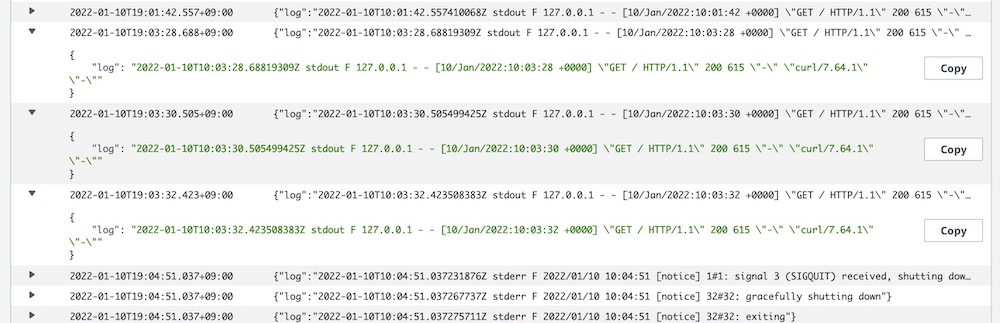 2022-01-10T19:01:42.557+09:00 {"log":"2022-01-10T10:01:42.557410068Z stdout F 127.0.0.1 - - [10/Jan/2022:10:01:42 +0000] \"GET / HTTP/1.1\" 200 615 \"-\"…
2022-01-10T19:03:28.688+09:00 {"log":"2022-01-10T10:03:28.68819309Z stdout F 127.0.0.1 - - [10/Jan/2022:10:03:28 +0000] \"GET / HTTP/1.1\" 200 615 \"-\" …
{
"log": "2022-01-10T10:03:28.68819309Z stdout F 127.0.0.1 - - [10/Jan/2022:10:03:28 +0000] \"GET / HTTP/1.1\" 200 615 \"-\" \"curl/7.64.1\" Copy
\"-\""
}
2022-01-10T19:03:30.505+09:00 {"log":"2022-01-10T10:03:30.505499425Z stdout F 127.0.0.1 - - [10/Jan/2022:10:03:30 +0000] \"GET / HTTP/1.1\" 200 615 \"-\"…
{
"log": "2022-01-10T10:03:30.505499425Z stdout F 127.0.0.1 - - [10/Jan/2022:10:03:30 +0000] \"GET / HTTP/1.1\" 200 615 \"-\" \"curl/7.64.1\" Copy
\"-\""
}
2022-01-10T19:03:32.423+09:00 {"log":"2022-01-10T10:03:32.423508383Z stdout F 127.0.0.1 - - [10/Jan/2022:10:03:32 +0000] \"GET / HTTP/1.1\" 200 615 \"-\"…
{
"log": "2022-01-10T10:03:32.423508383Z stdout F 127.0.0.1 - - [10/Jan/2022:10:03:32 +0000] \"GET / HTTP/1.1\" 200 615 \"-\" \"curl/7.64.1\" Copy
\"-\""
}
2022-01-10T19:04:51.037+09:00 {"log":"2022-01-10T10:04:51.037231876Z stderr F 2022/01/10 10:04:51 [notice] 1#1: signal 3 (SIGQUIT) received, shutting dow…
2022-01-10T19:04:51.037+09:00 {"log":"2022-01-10T10:04:51.037267737Z stderr F 2022/01/10 10:04:51 [notice] 32#32: gracefully shutting down"}
2022-01-10T19:04:51.037+09:00 {"log":"2022-01-10T10:04:51.037275711Z stderr F 2022/01/10 10:04:51 [notice] 32#32: exiting"}